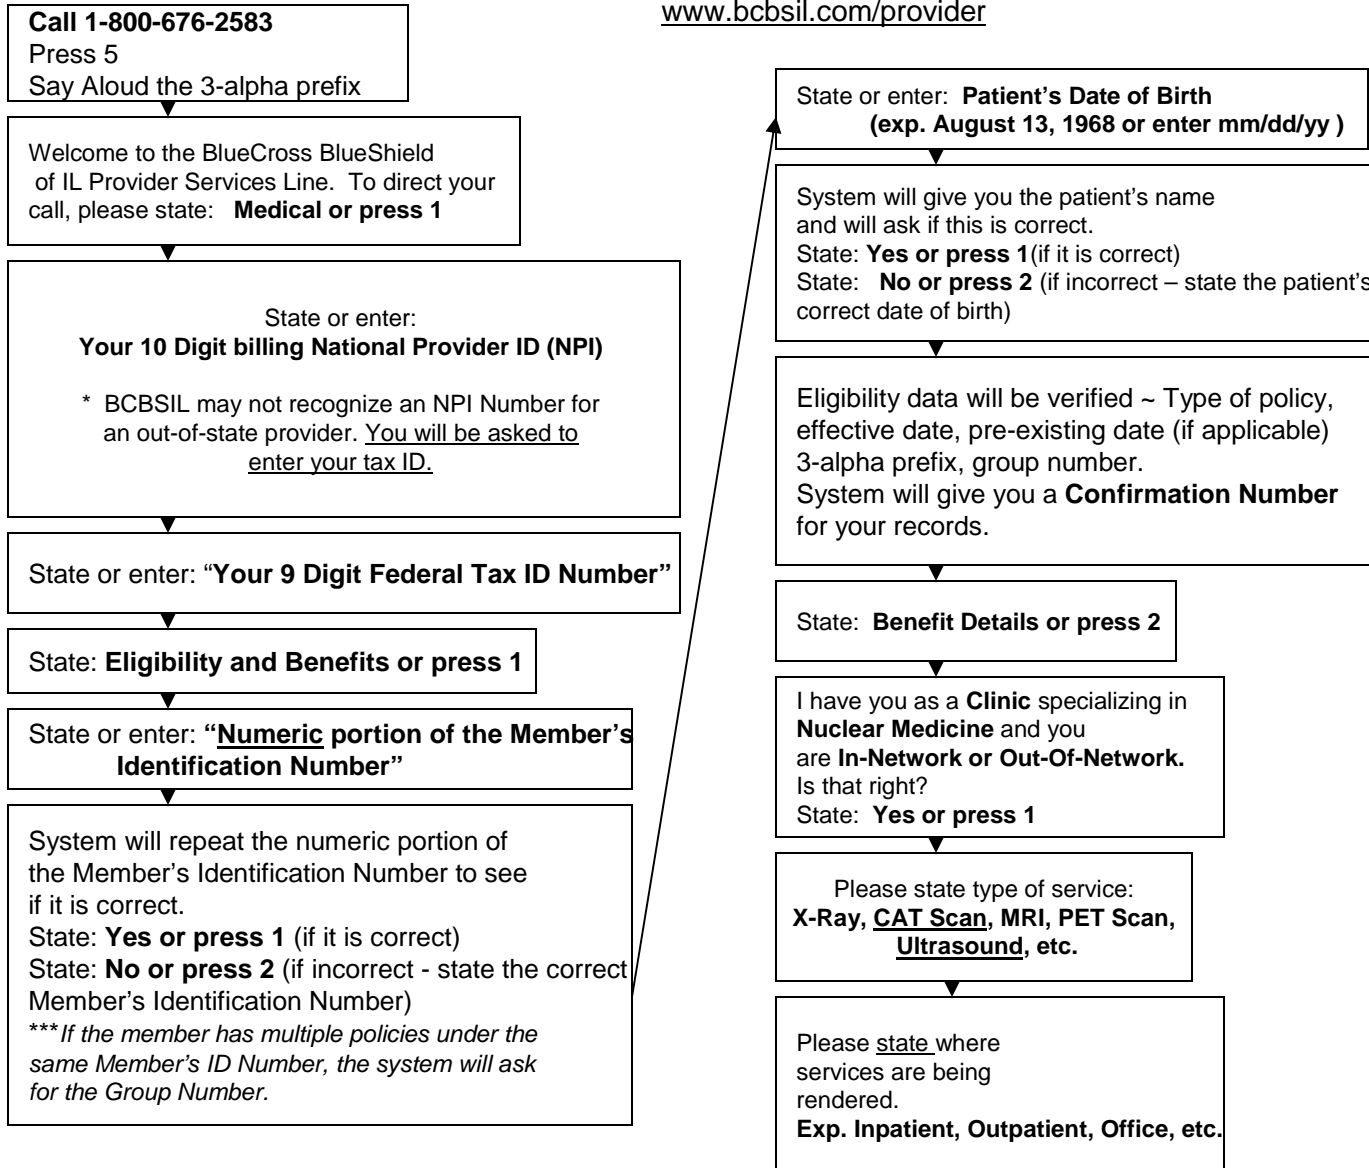 www.bcbsil.com/provider
Call 1-800-676-2583
Press 5
Say Aloud the 3-alpha prefix
Welcome to the BlueCross BlueShield
of IL Provider Services Line. To direct your
call, please state: Medical or press 1
State or enter:
Your 10 Digit billing National Provider ID (NPI)
* BCBSIL may not recognize an NPI Number for
an out-of-state provider. You will be asked to
enter your tax ID.
State or enter: “Your 9 Digit Federal Tax ID Number”
State: Eligibility and Benefits or press 1
State or enter: “Numeric portion of the Member’s
Identification Number”
System will repeat the numeric portion of
the Member’s Identification Number to see
if it is correct.
State: Yes or press 1 (if it is correct)
State: No or press 2 (if incorrect - state the correct
Member’s Identification Number)
***If the member has multiple policies under the
same Member’s ID Number, the system will ask
for the Group Number.
State or enter: Patient’s Date of Birth
(exp. August 13, 1968 or enter mm/dd/yy )
System will give you the patient’s name
and will ask if this is correct.
State: Yes or press 1(if it is correct)
State: No or press 2 (if incorrect – state the patient’s
correct date of birth)
Eligibility data will be verified ~ Type of policy,
effective date, pre-existing date (if applicable)
3-alpha prefix, group number.
System will give you a Confirmation Number
for your records.
State: Benefit Details or press 2
I have you as a Clinic specializing in
Nuclear Medicine and you
are In-Network or Out-Of-Network.
Is that right?
State: Yes or press 1
Please state type of service:
X-Ray, CAT Scan, MRI, PET Scan,
Ultrasound, etc.
Please state where
services are being
rendered.
Exp. Inpatient, Outpatient, Office, etc.